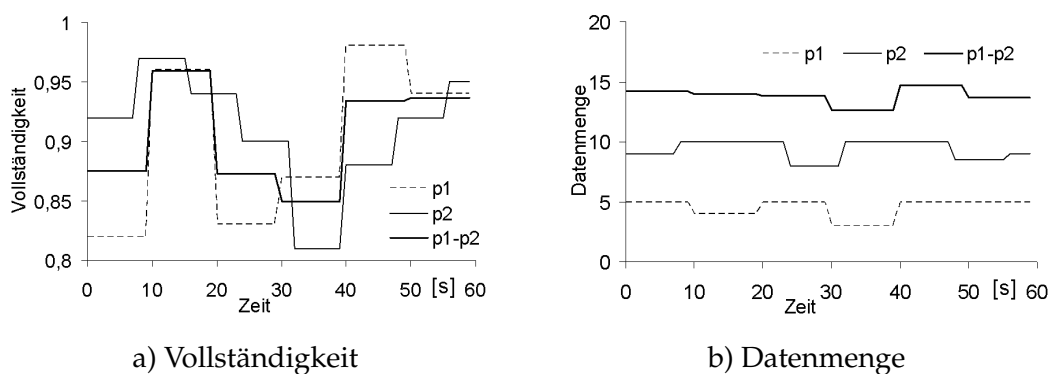 1
0,95
0,9
0,85
0,8
Vollständigkeit
p1
p2
p1-p2
0 10 20 30 40 50 [s] 60
Zeit
a) Vollständigkeit
20
15
10
5
0
Datenmenge
p1 p2 p1-p2
0 10 20 30 40 50 [s] 60
Zeit
b) Datenmenge